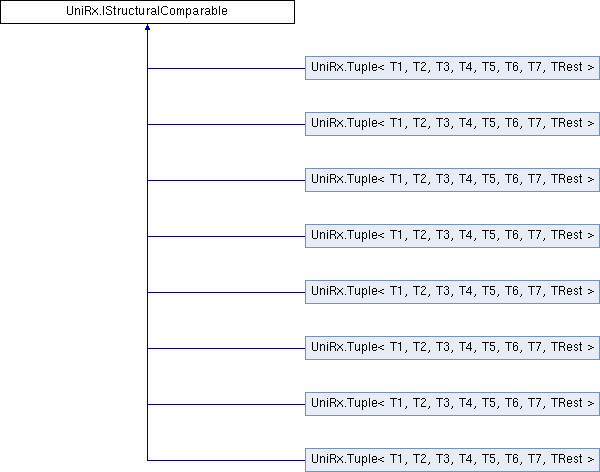 UniRx.IStructuralComparable
UniRx.Tuple< T1, T2, T3, T4, T5, T6, T7, TRest >
UniRx.Tuple< T1, T2, T3, T4, T5, T6, T7, TRest >
UniRx.Tuple< T1, T2, T3, T4, T5, T6, T7, TRest >
UniRx.Tuple< T1, T2, T3, T4, T5, T6, T7, TRest >
UniRx.Tuple< T1, T2, T3, T4, T5, T6, T7, TRest >
UniRx.Tuple< T1, T2, T3, T4, T5, T6, T7, TRest >
UniRx.Tuple< T1, T2, T3, T4, T5, T6, T7, TRest >
UniRx.Tuple< T1, T2, T3, T4, T5, T6, T7, TRest >